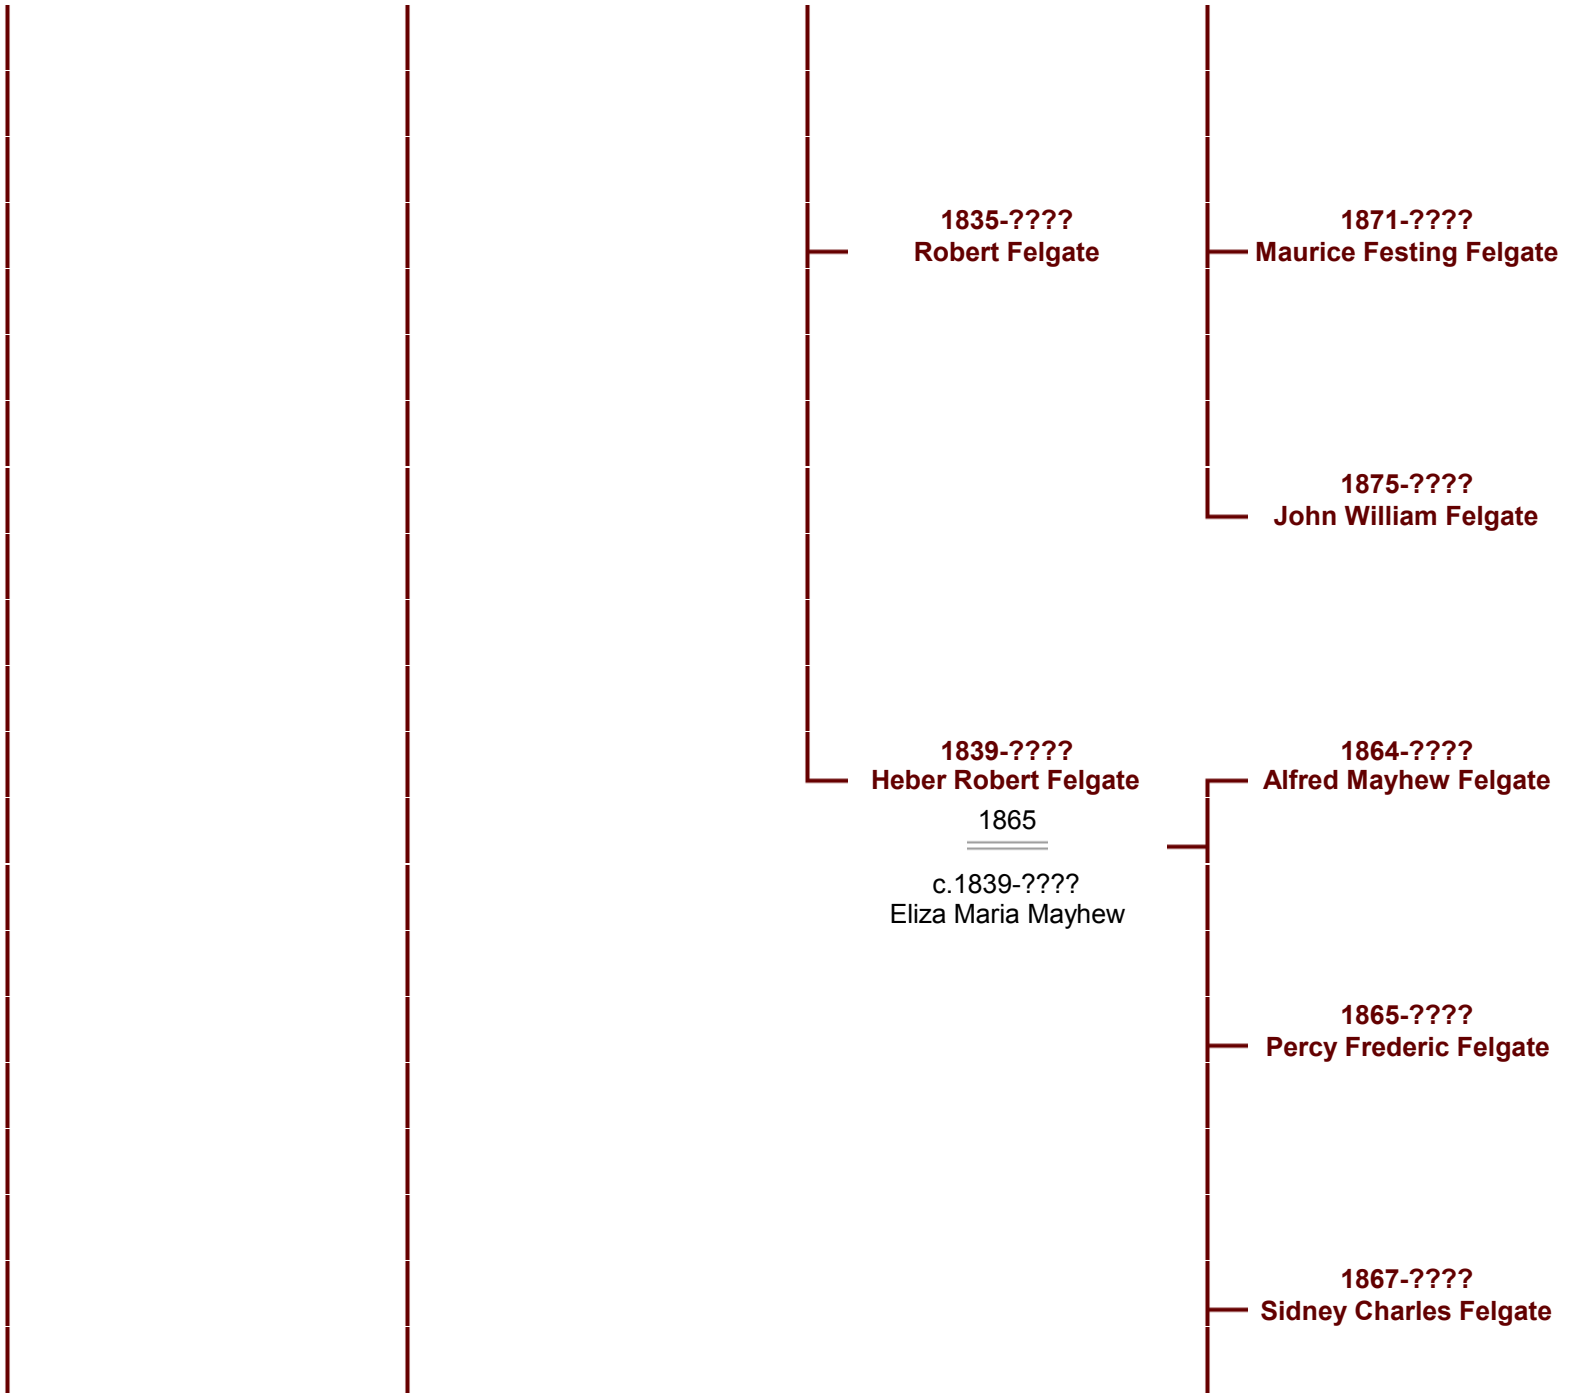 1835-????
Robert Felgate
1871-????
Maurice Festing Felgate
1875-????
John William Felgate
1839-????
Heber Robert Felgate
1865
c.1839-????
Eliza Maria Mayhew
1864-????
Alfred Mayhew Felgate
1865-????
Percy Frederic Felgate
1867-????
Sidney Charles Felgate